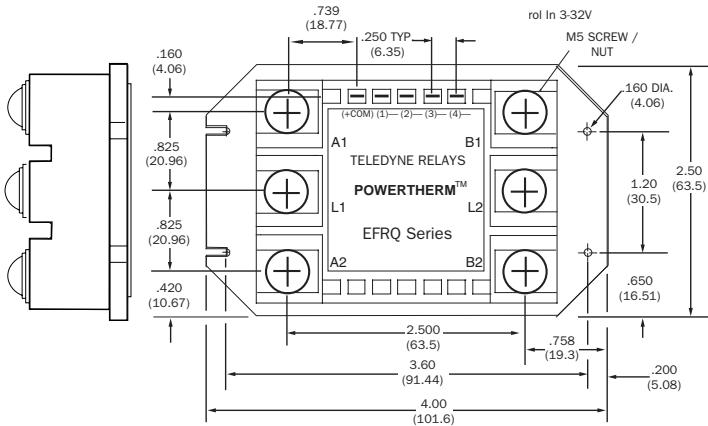 .739
(18.77)
.250 TYP
(6.35)
rol In 3-32V
M5 SCREW /
NUT
.160
(4.06)
.160 DIA.
(4.06)
(+COM) (1)— (2)— (3)— (4)—
A1
B1
.825
(20.96)
TELEDYNE RELAYS
POWERTHERM™
2.50
(63.5)
1.20
(30.5)
L1
L2
.825
(20.96)
EFRQ Series
A2
B2
.420
(10.67)
.650
(16.51)
2.500
(63.5)
.758
(19.3)
3.60
(91.44)
.200
(5.08)
4.00
(101.6)